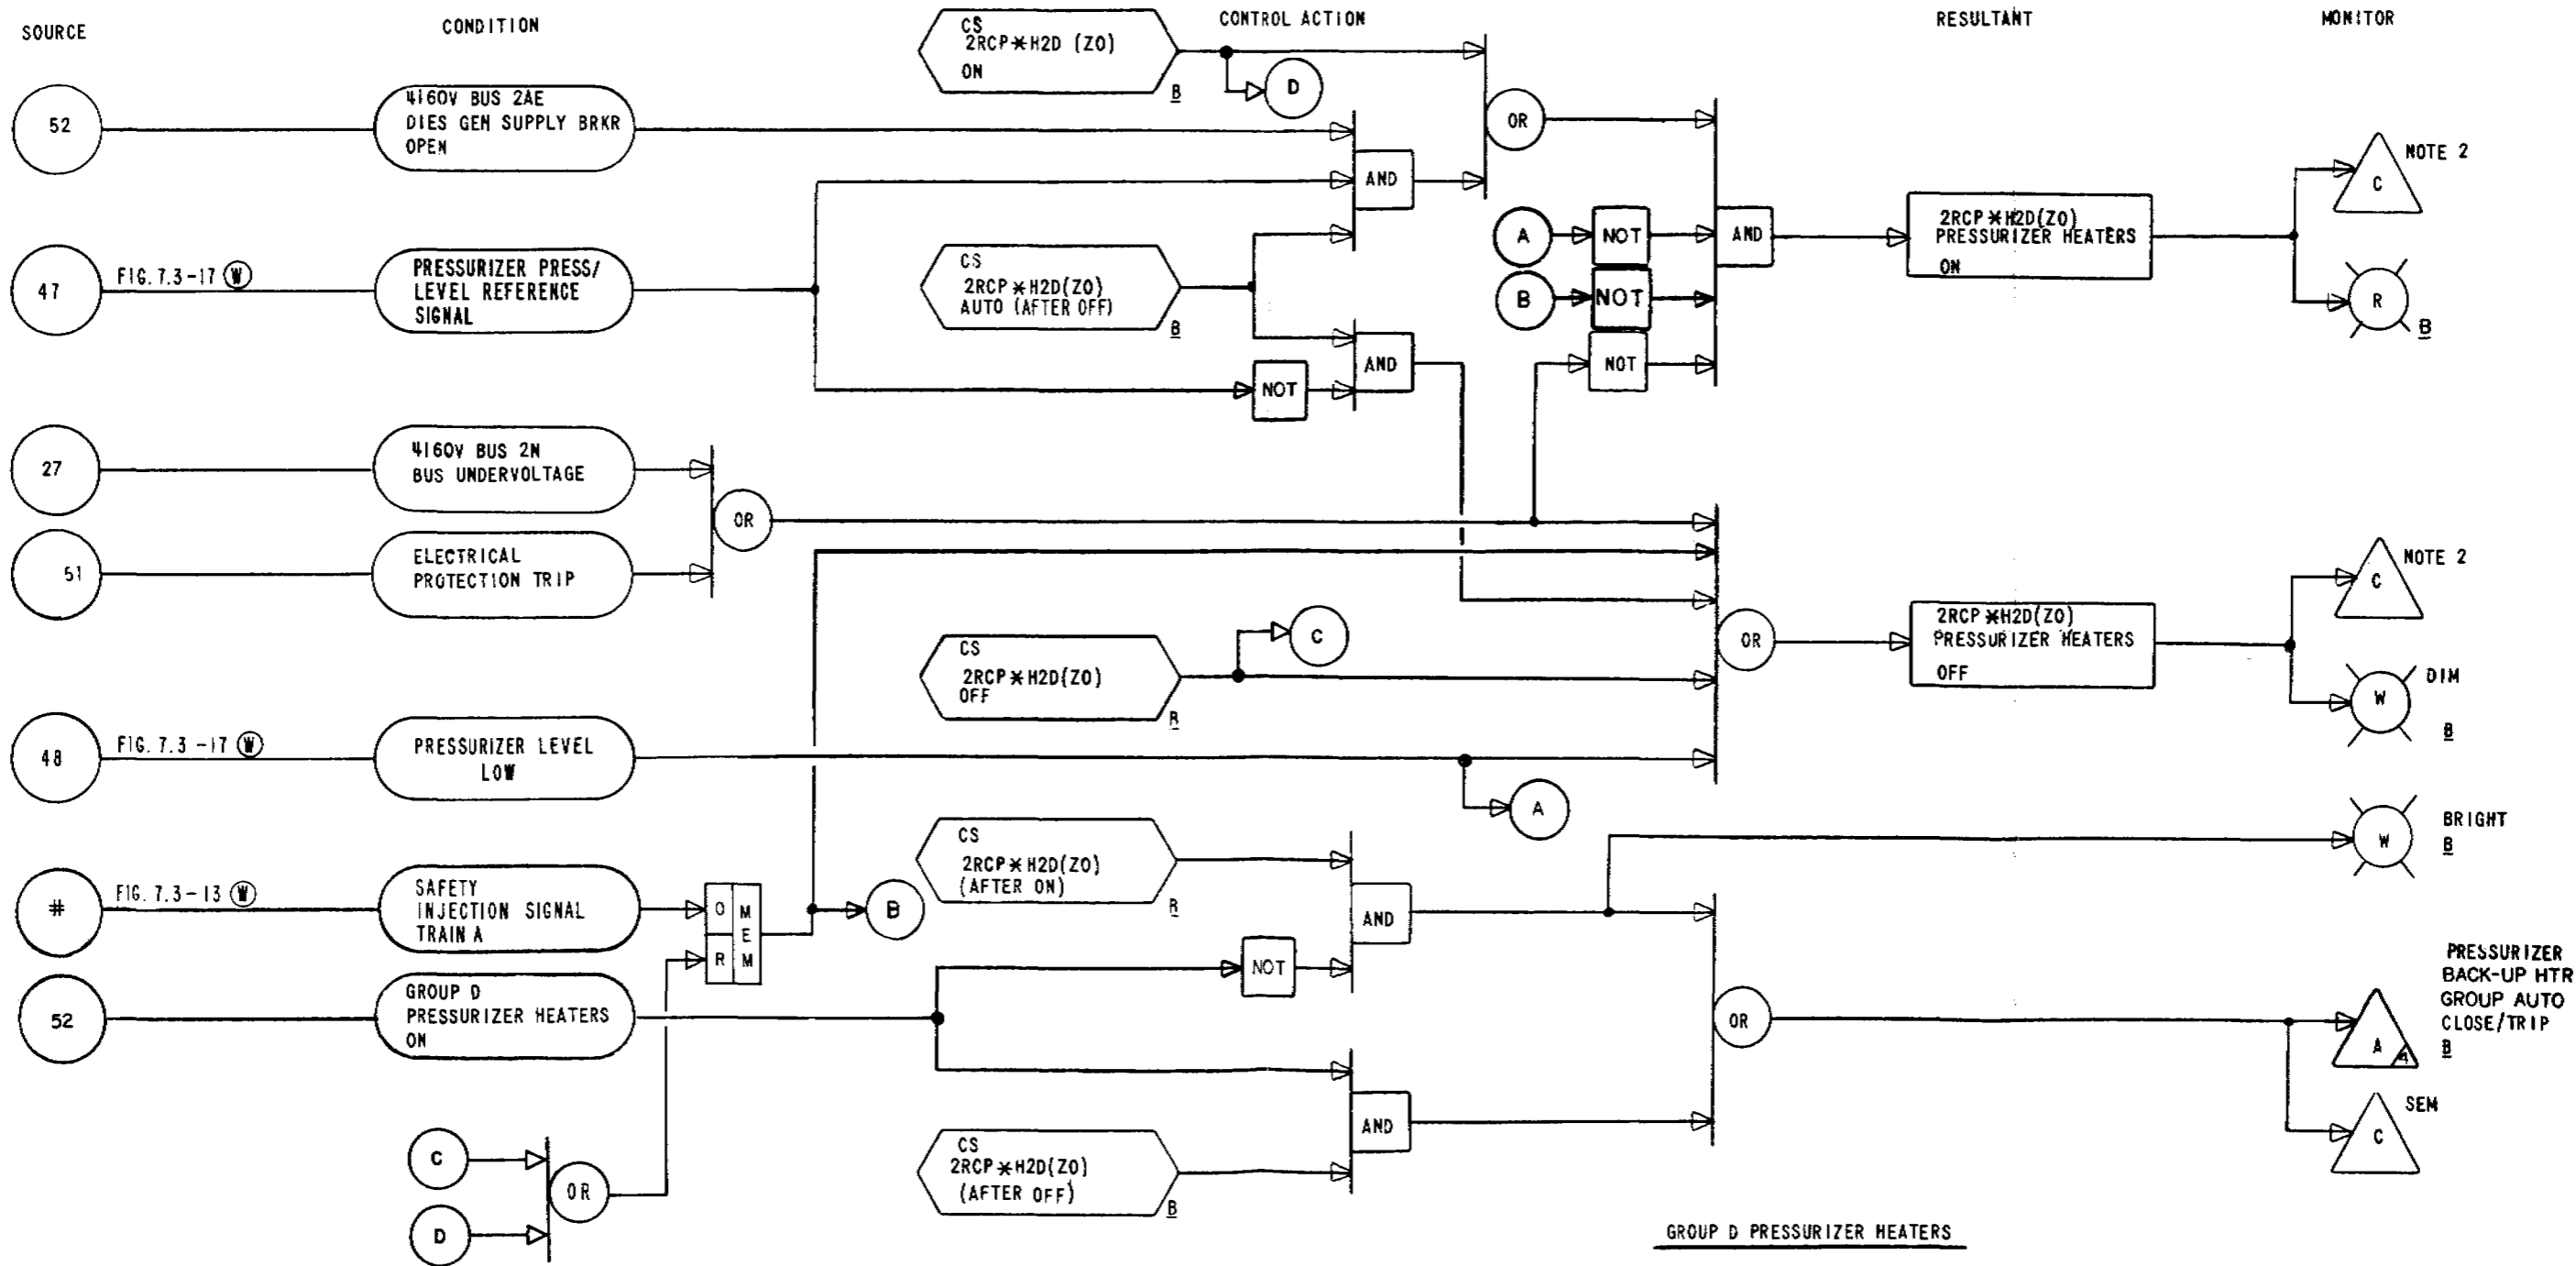 SOURCE
CONDITION
CONTROL ACTION
RESULTANT
MONITOR
CS
2RCP*H2D (ZO)
ON
B
D
52
4160V BUS 2AE
DIES GEN SUPPLY BRKR
OPEN
AND
OR
47
FIG. 7.3-17 W
PRESSURIZER PRESS/
LEVEL REFERENCE
SIGNAL
CS
2RCP*H2D(ZO)
AUTO (AFTER OFF)
B
NOT
AND
A
NOT
B
NOT
NOT
AND
2RCP*H2D(ZO)
PRESSURIZER HEATERS
ON
C
NOTE 2
R
B
27
4160V BUS 2N
BUS UNDERVOLTAGE
51
ELECTRICAL
PROTECTION TRIP
OR
CS
2RCP*H2D(ZO)
OFF
B
C
OR
2RCP*H2D(ZO)
PRESSURIZER HEATERS
OFF
C
NOTE 2
W
DIM
B
48
FIG. 7.3-17 W
PRESSURIZER LEVEL
LOW
A
CS
2RCP*H2D(ZO)
(AFTER ON)
B
W
BRIGHT
B
#
FIG. 7.3-13 W
SAFETY
INJECTION SIGNAL
TRAIN A
O
R
MEM
B
AND
52
GROUP D
PRESSURIZER HEATERS
ON
NOT
OR
PRESSURIZER
BACK-UP HTR
GROUP AUTO
CLOSE/TRIP
B
A
4
C
SEM
C
D
OR
CS
2RCP*H2D(ZO)
(AFTER OFF)
B
AND
GROUP D PRESSURIZER HEATERS